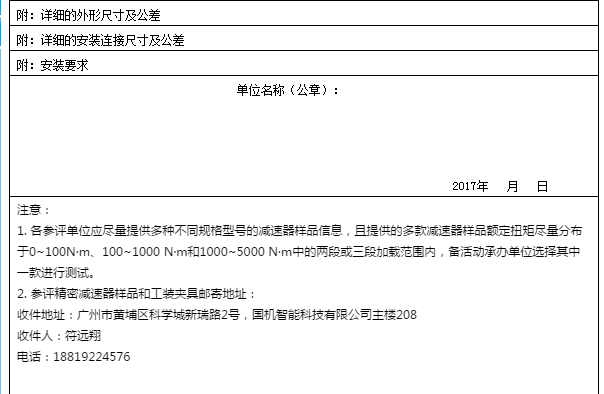 附：详细的外形尺寸及公差
附：详细的安装连接尺寸及公差
附：安装要求
单位名称（公章）：
2017年 月 日
注意：
1. 各参评单位应尽量提供多种不同规格型号的减速器样品信息，且提供的多款减速器样品额定扭矩尽量分布
于0~100N·m、100~1000 N·m和1000~5000 N·m中的两段或三段加载范围内，备活动承办单位选择其中
一款进行测试。
2. 参评精密减速器样品和工装夹具邮寄地址：
收件地址：广州市黄埔区科学城新瑞路2号，国机智能科技有限公司主楼208
收件人：符远翔
电话：18819224576